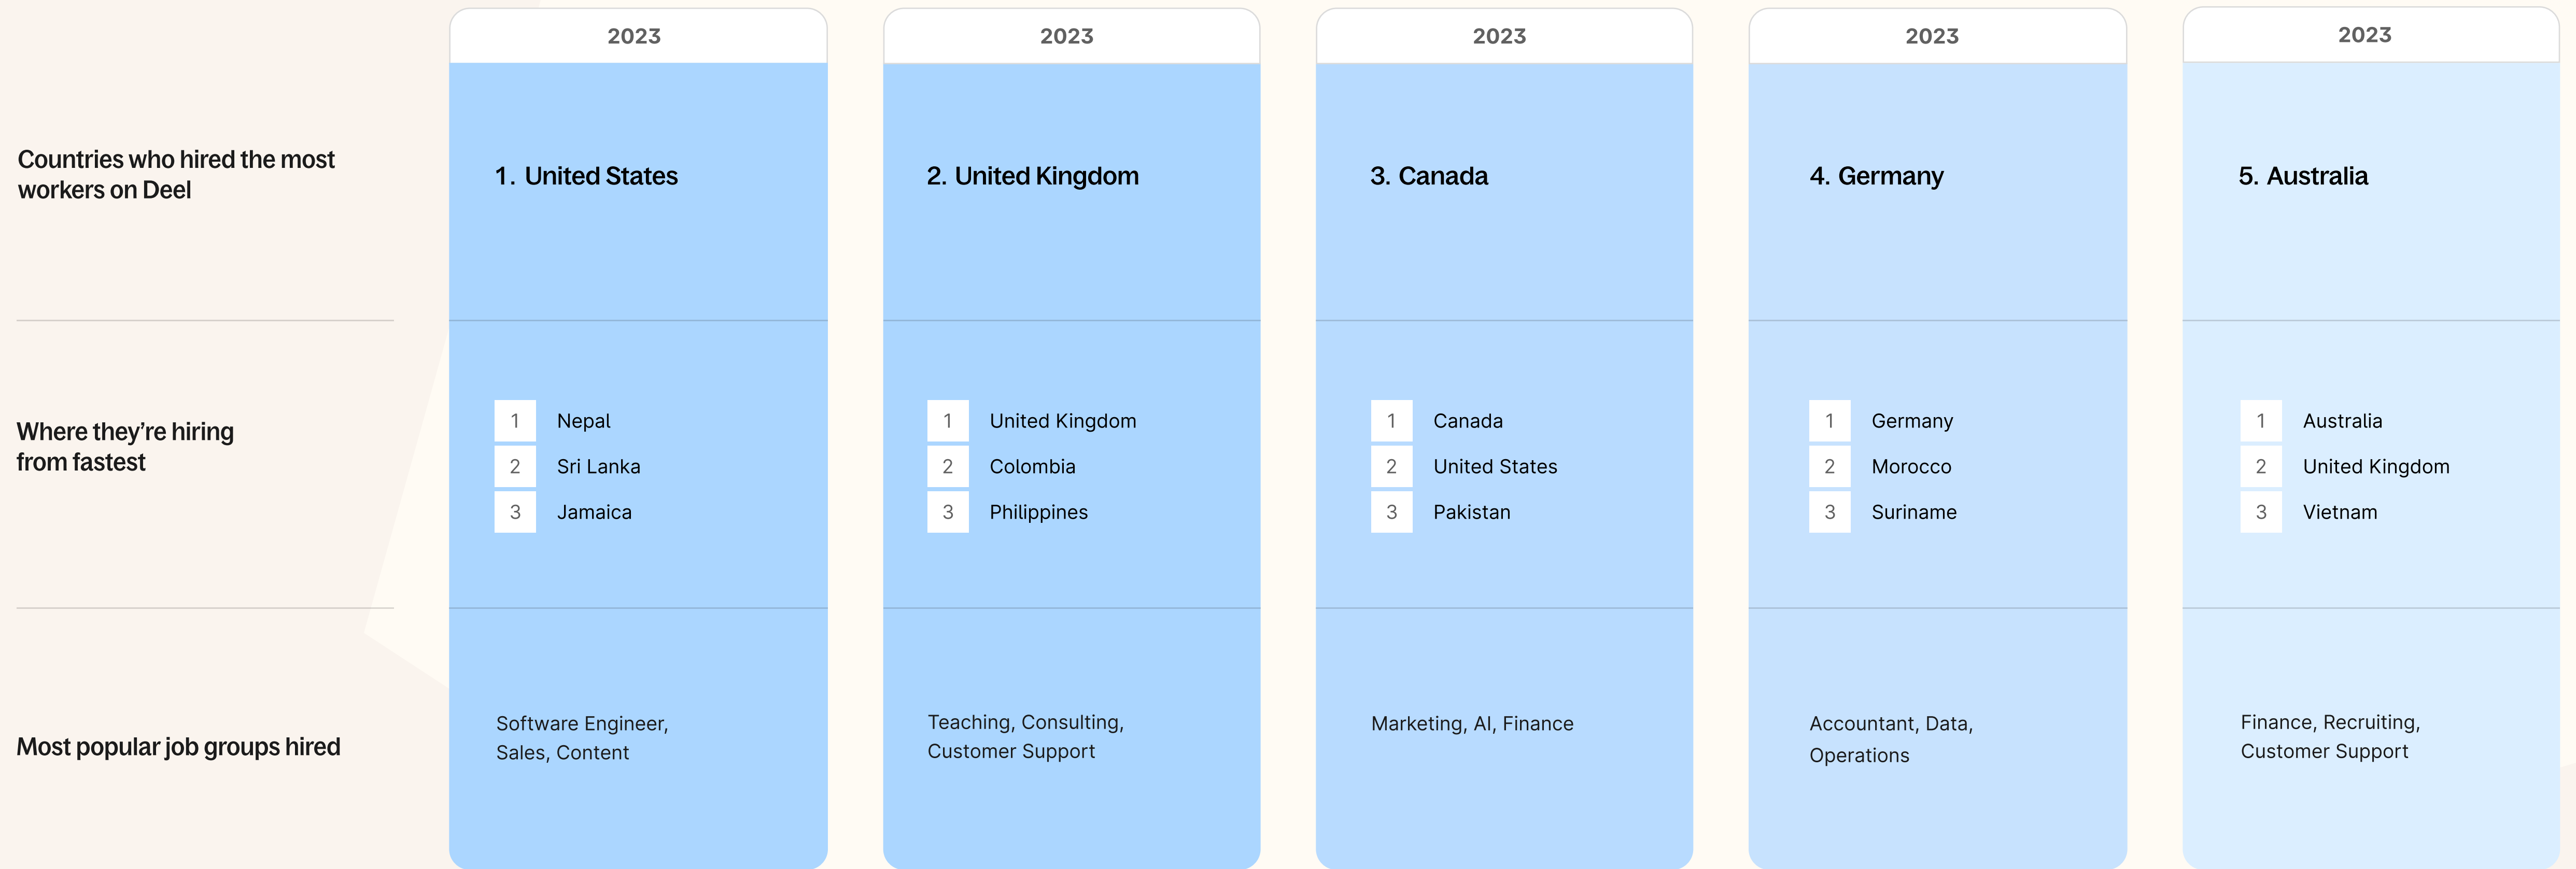 2023
2023
2023
2023
2023
Countries who hired the most
workers on Deel
1. United States
2. United Kingdom
3. Canada
4. Germany
5. Australia
Where they’re hiring
from fastest
1 Nepal
2 Sri Lanka
3 Jamaica
1 United Kingdom
2 Colombia
3 Philippines
1 Canada
2 United States
3 Pakistan
1 Germany
2 Morocco
3 Suriname
1 Australia
2 United Kingdom
3 Vietnam
Most popular job groups hired
Software Engineer,
Sales, Content
Teaching, Consulting,
Customer Support
Marketing, AI, Finance
Accountant, Data,
Operations
Finance, Recruiting,
Customer Support